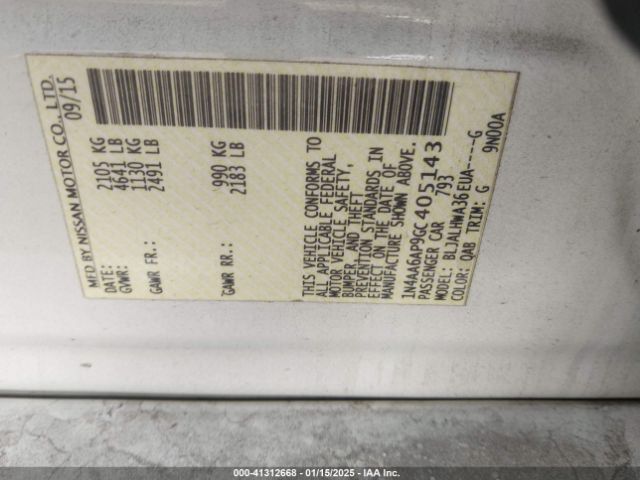 MFD BY NISSAN MOTOR CO., LTD.
DATE: 09/15
GVWR: 2105 KG
4641 LB
GAWR FR.: 1130 KG
2491 LB
GAWR RR.: 990 KG
2183 LB
THIS VEHICLE CONFORMS TO
ALL APPLICABLE FEDERAL
MOTOR VEHICLE SAFETY,
BUMPER AND THEFT
PREVENTION STANDARDS IN
EFFECT ON THE DATE OF
MANUFACTURE SHOWN ABOVE.
1N4AA6AP9GC405143
PASSENGER CAR 793
MODEL: BLJALHWA36EUA-----G
COLOR: QAB TRIM: G 9N00A
000-41312668 - 01/15/2025 - IAA Inc.